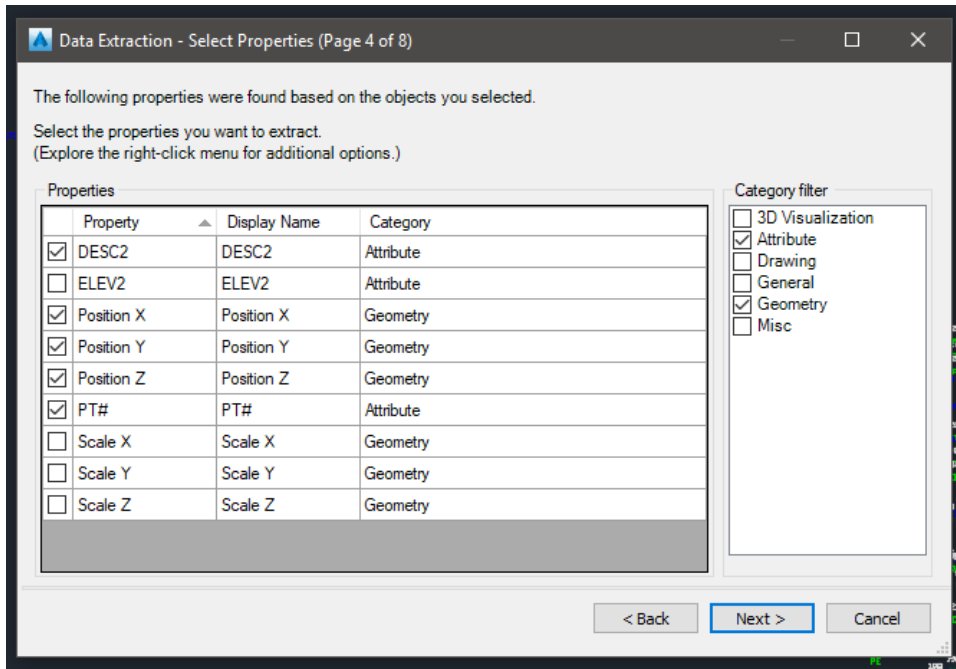 Data Extraction - Select Properties (Page 4 of 8)
The following properties were found based on the objects you selected.
Select the properties you want to extract.
(Explore the right-click menu for additional options.)
Properties
Property Display Name Category
DESC2 DESC2 Attribute
ELEV2 ELEV2 Attribute
Position X Position X Geometry
Position Y Position Y Geometry
Position Z Position Z Geometry
PT# PT# Attribute
Scale X Scale X Geometry
Scale Y Scale Y Geometry
Scale Z Scale Z Geometry
Category filter
3D Visualization
Attribute
Drawing
General
Geometry
Misc
< Back Next > Cancel
PE